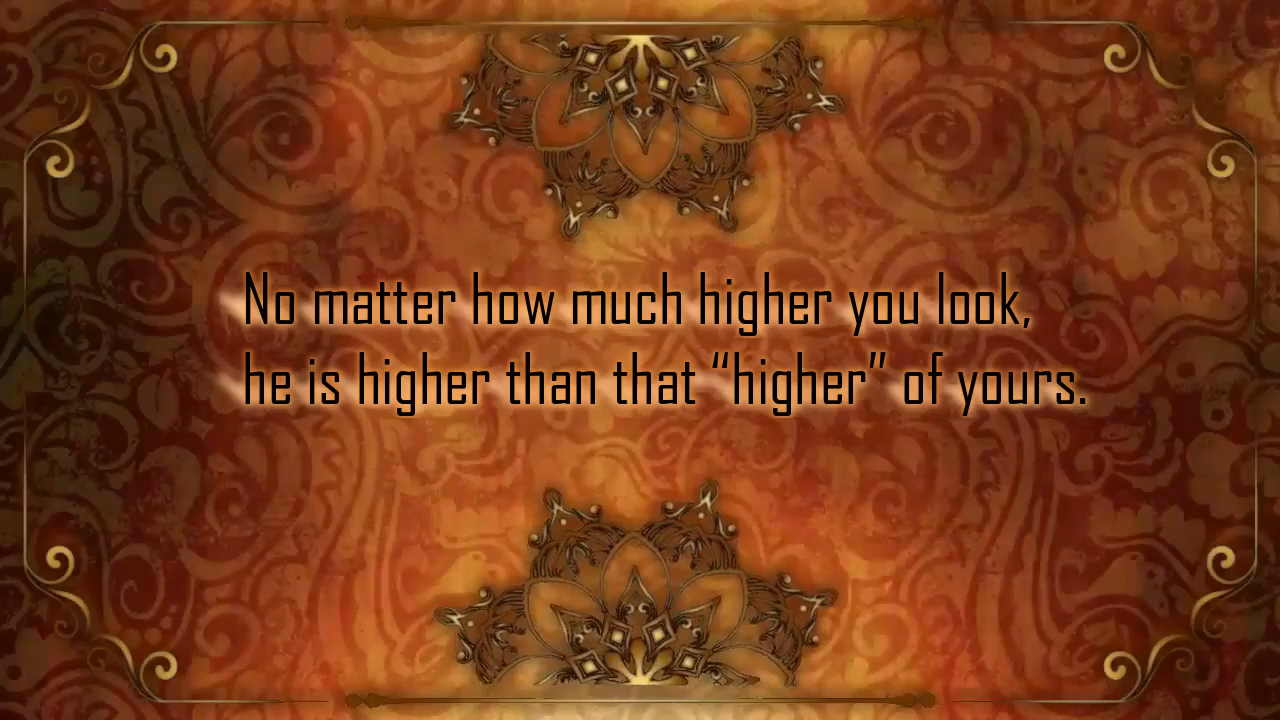 No matter how much higher you look,
he is higher than that “higher” of yours.